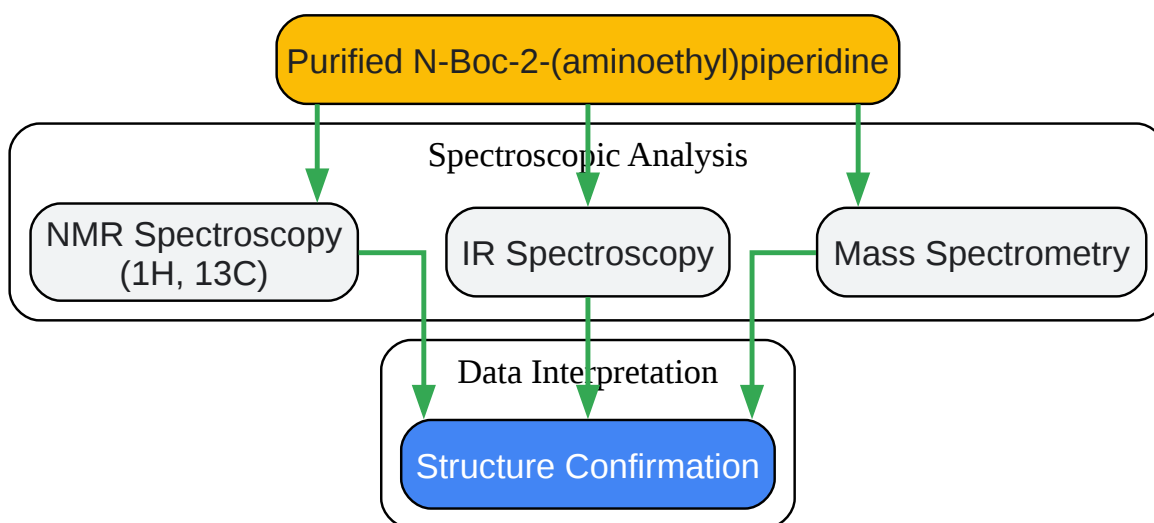 Purified N-Boc-2-(aminoethyl)piperidine
Spectroscopic Analysis
NMR Spectroscopy
(1H, 13C)
IR Spectroscopy
Mass Spectrometry
Data Interpretation
Structure Confirmation